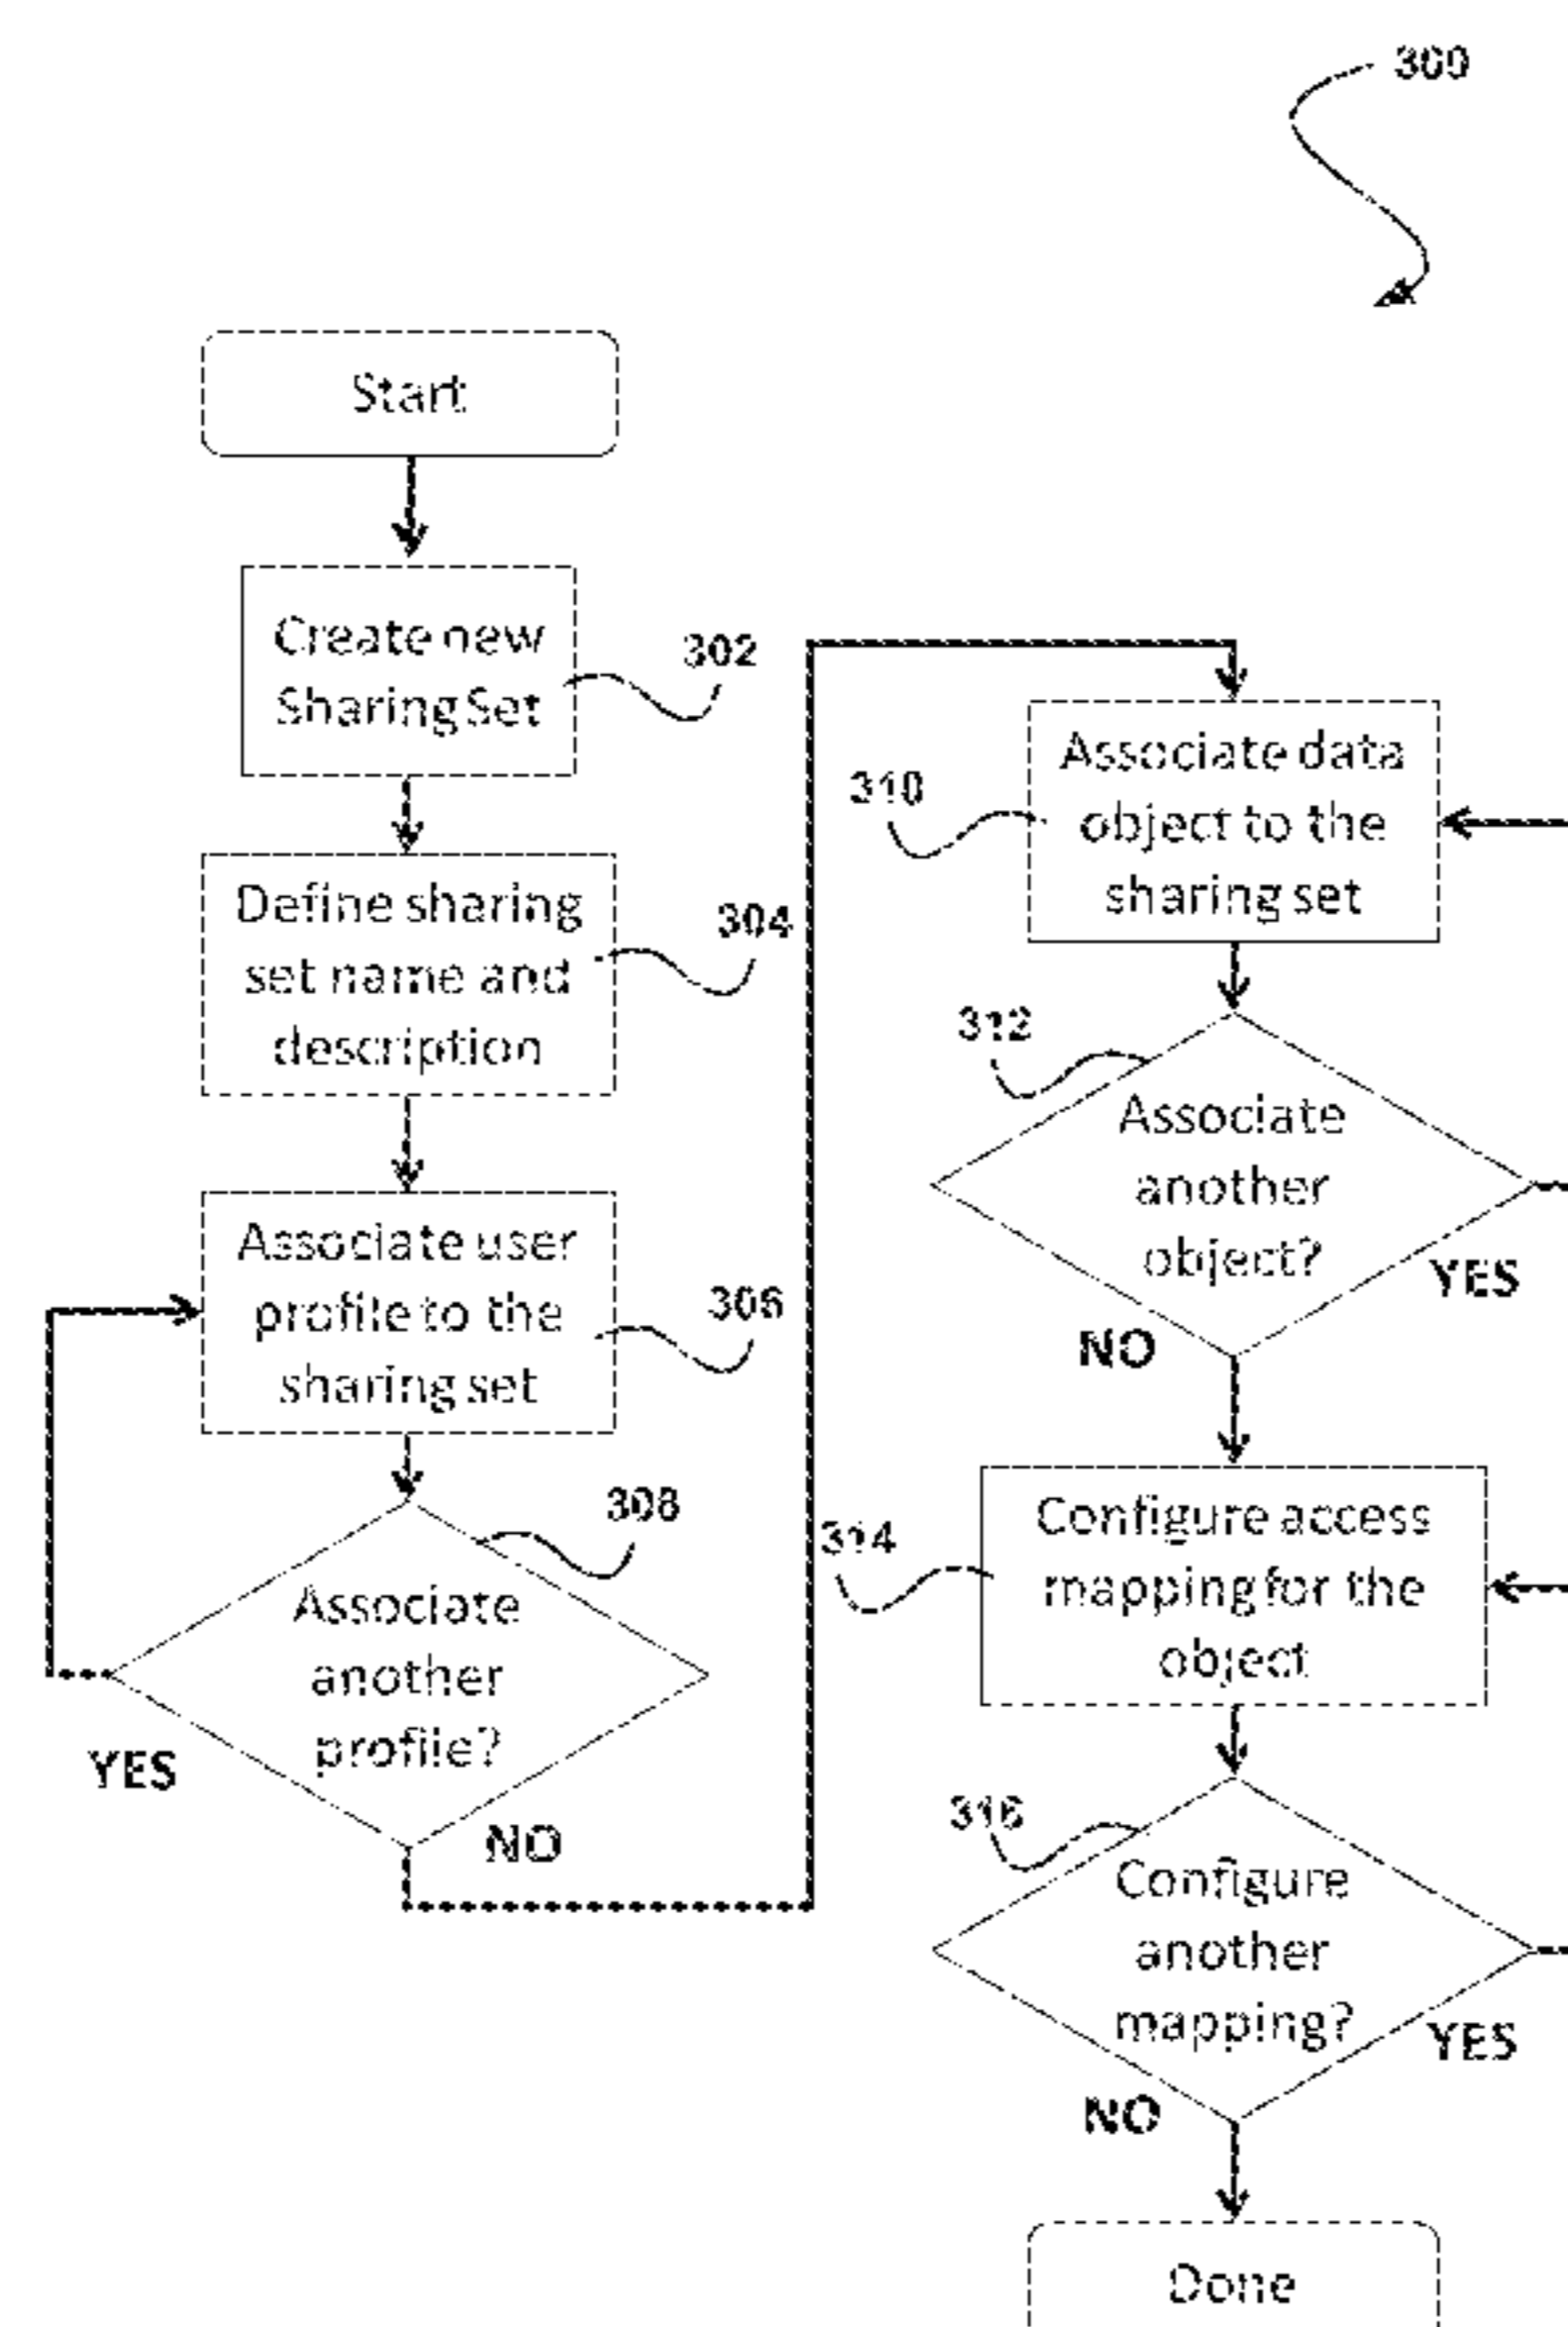 300
Start
Create new
Sharing Set
302
Define sharing
set name and
description
304
Associate user
profile to the
sharing set
306
Associate
another
profile?
308
YES
NO
Associate data
object to the
sharing set
310
Associate
another
object?
312
YES
NO
Configure access
mapping for the
object
314
Configure
another
mapping?
316
YES
NO
Done